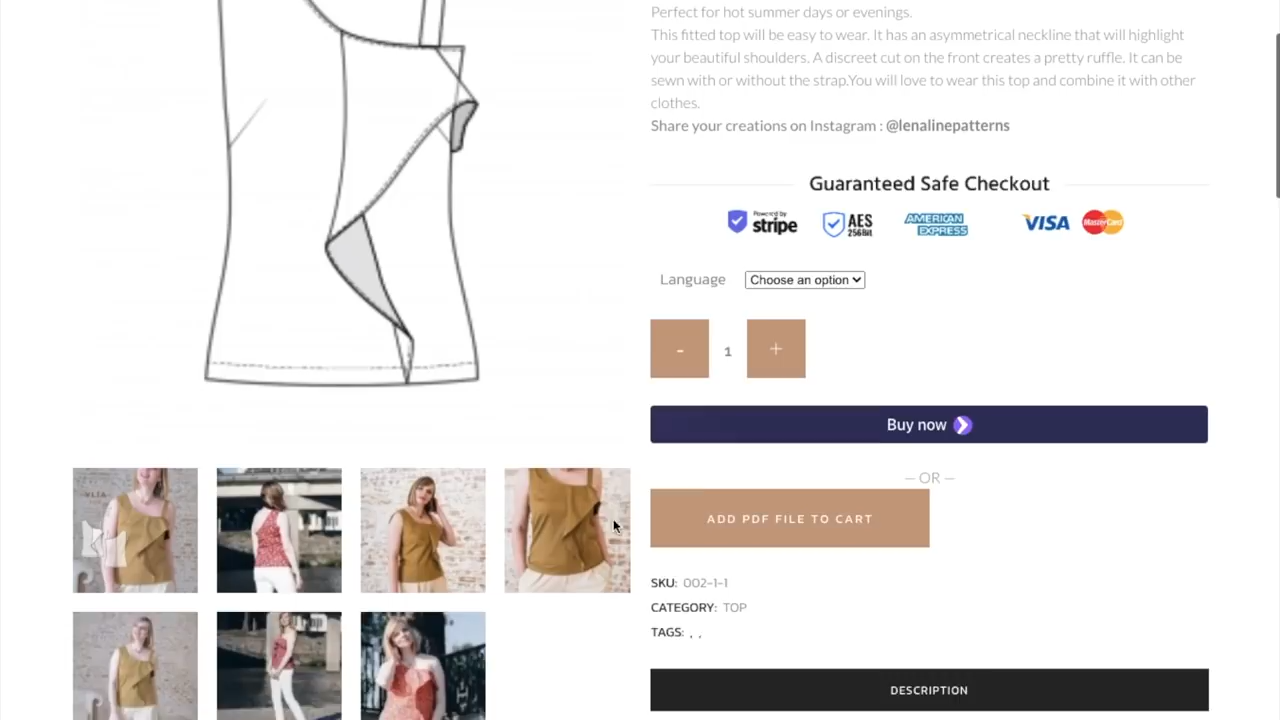 Perfect for hot summer days or evenings.
This fitted top will be easy to wear. It has an asymmetrical neckline that will highlight
your beautiful shoulders. A discreet cut on the front creates a pretty ruffle. It can be
sewn with or without the strap.You will love to wear this top and combine it with other
clothes.
Share your creations on Instagram : @lenalinepatterns
Guaranteed Safe Checkout
Powered by
stripe
AES
256Bit
AMERICAN
EXPRESS
VISA
MasterCard
Language
Choose an option
-
1
+
Buy now
— OR —
ADD PDF FILE TO CART
SKU: 002-1-1
CATEGORY: TOP
TAGS: , ,
DESCRIPTION